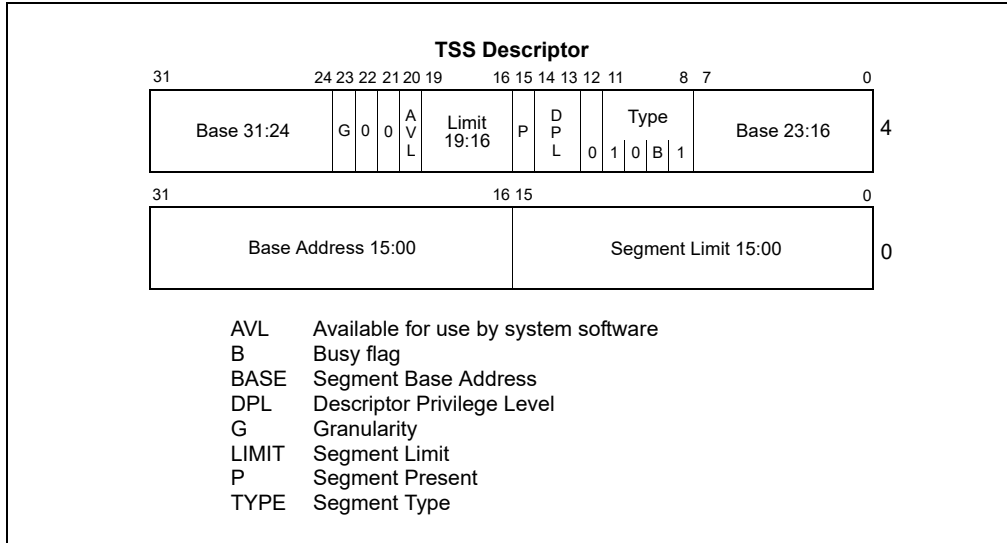 TSS Descriptor
31 24 23 22 21 20 19 16 15 14 13 12 11 8 7 0
Base 31:24 G 0 0 AVL Limit 19:16 P DPL 0 Type 1 0 B 1 Base 23:16 4
31 16 15 0
Base Address 15:00 Segment Limit 15:00 0
AVL Available for use by system software
B Busy flag
BASE Segment Base Address
DPL Descriptor Privilege Level
G Granularity
LIMIT Segment Limit
P Segment Present
TYPE Segment Type